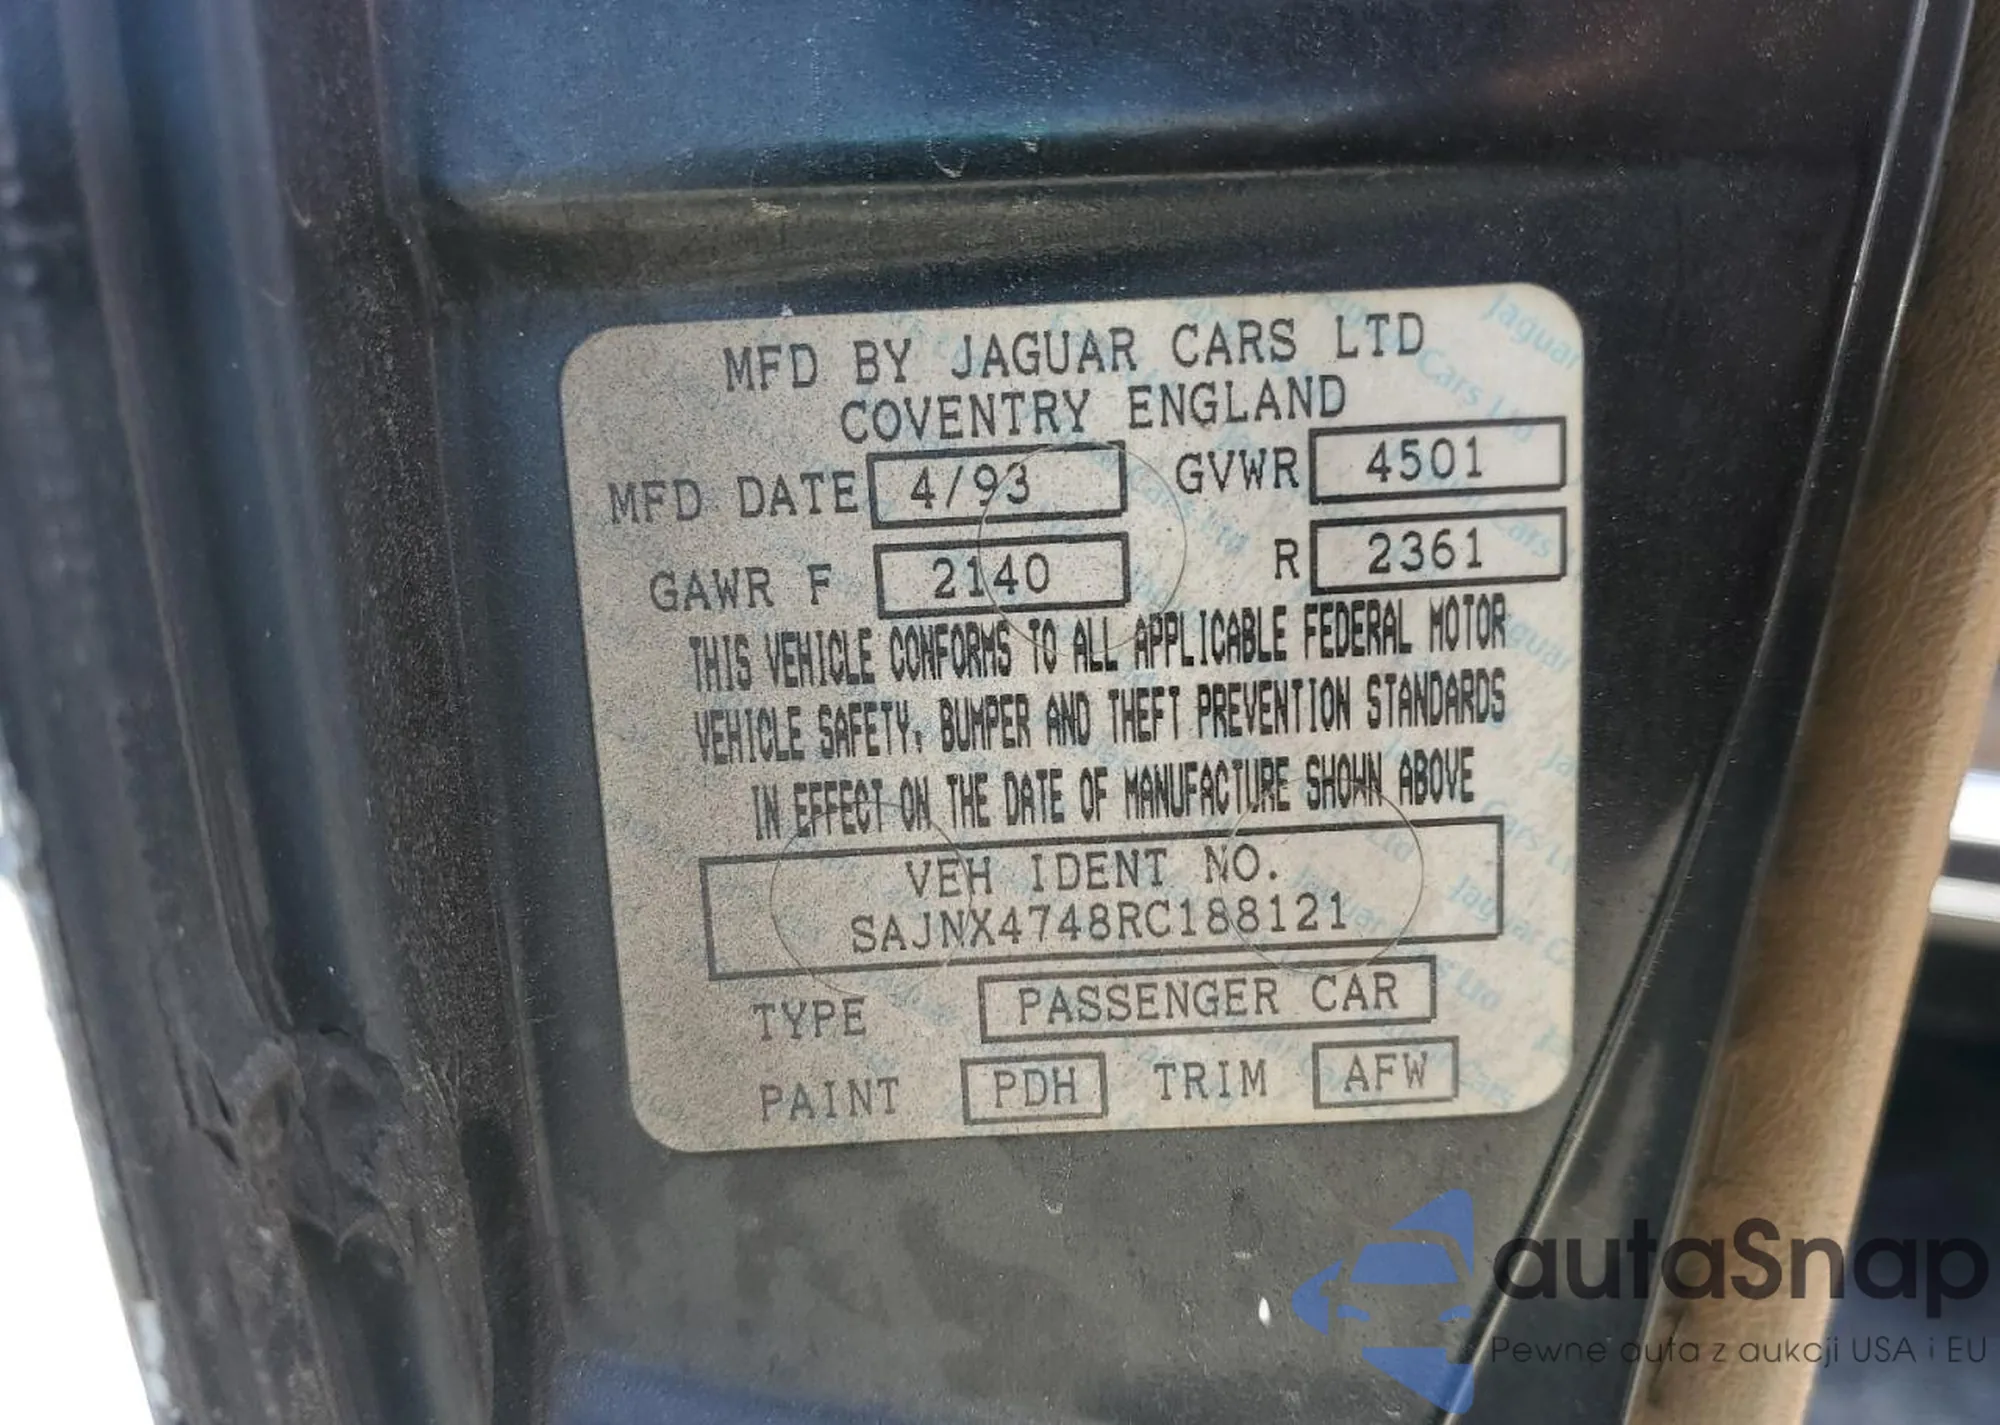 MFD BY JAGUAR CARS LTD
COVENTRY ENGLAND
MFD DATE 4/93 GVWR 4501
GAWR F 2140 R 2361
THIS VEHICLE CONFORMS TO ALL APPLICABLE FEDERAL MOTOR
VEHICLE SAFETY, BUMPER AND THEFT PREVENTION STANDARDS
IN EFFECT ON THE DATE OF MANUFACTURE SHOWN ABOVE
VEH IDENT NO.
SAJNX4748RC188121
TYPE PASSENGER CAR
PAINT PDH TRIM AFW
autaSnap
Pewne auta z aukcji USA i EU